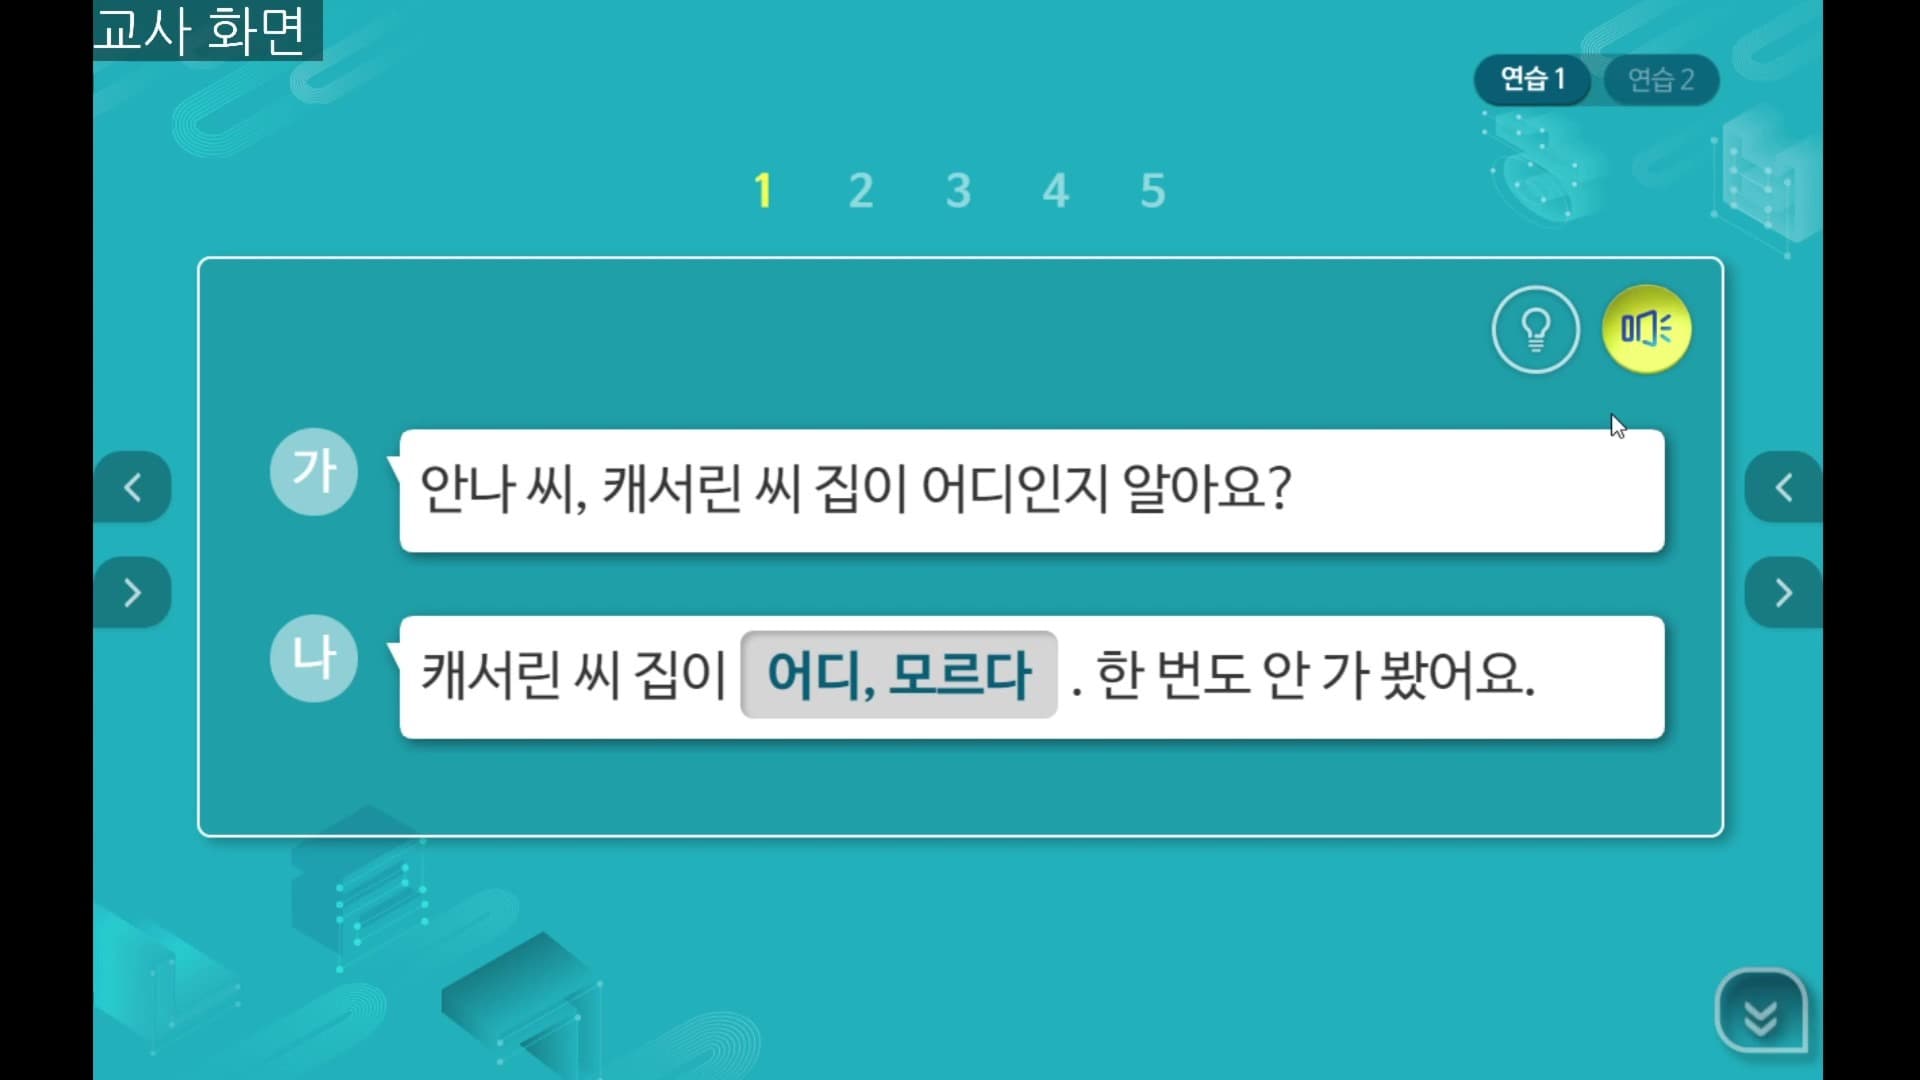 교사 화면
연습 1 연습 2
1 2 3 4 5
가 안나 씨, 캐서린 씨 집이 어디인지 알아요?
나 캐서린 씨 집이 어디, 모르다 . 한 번도 안 가 봤어요.